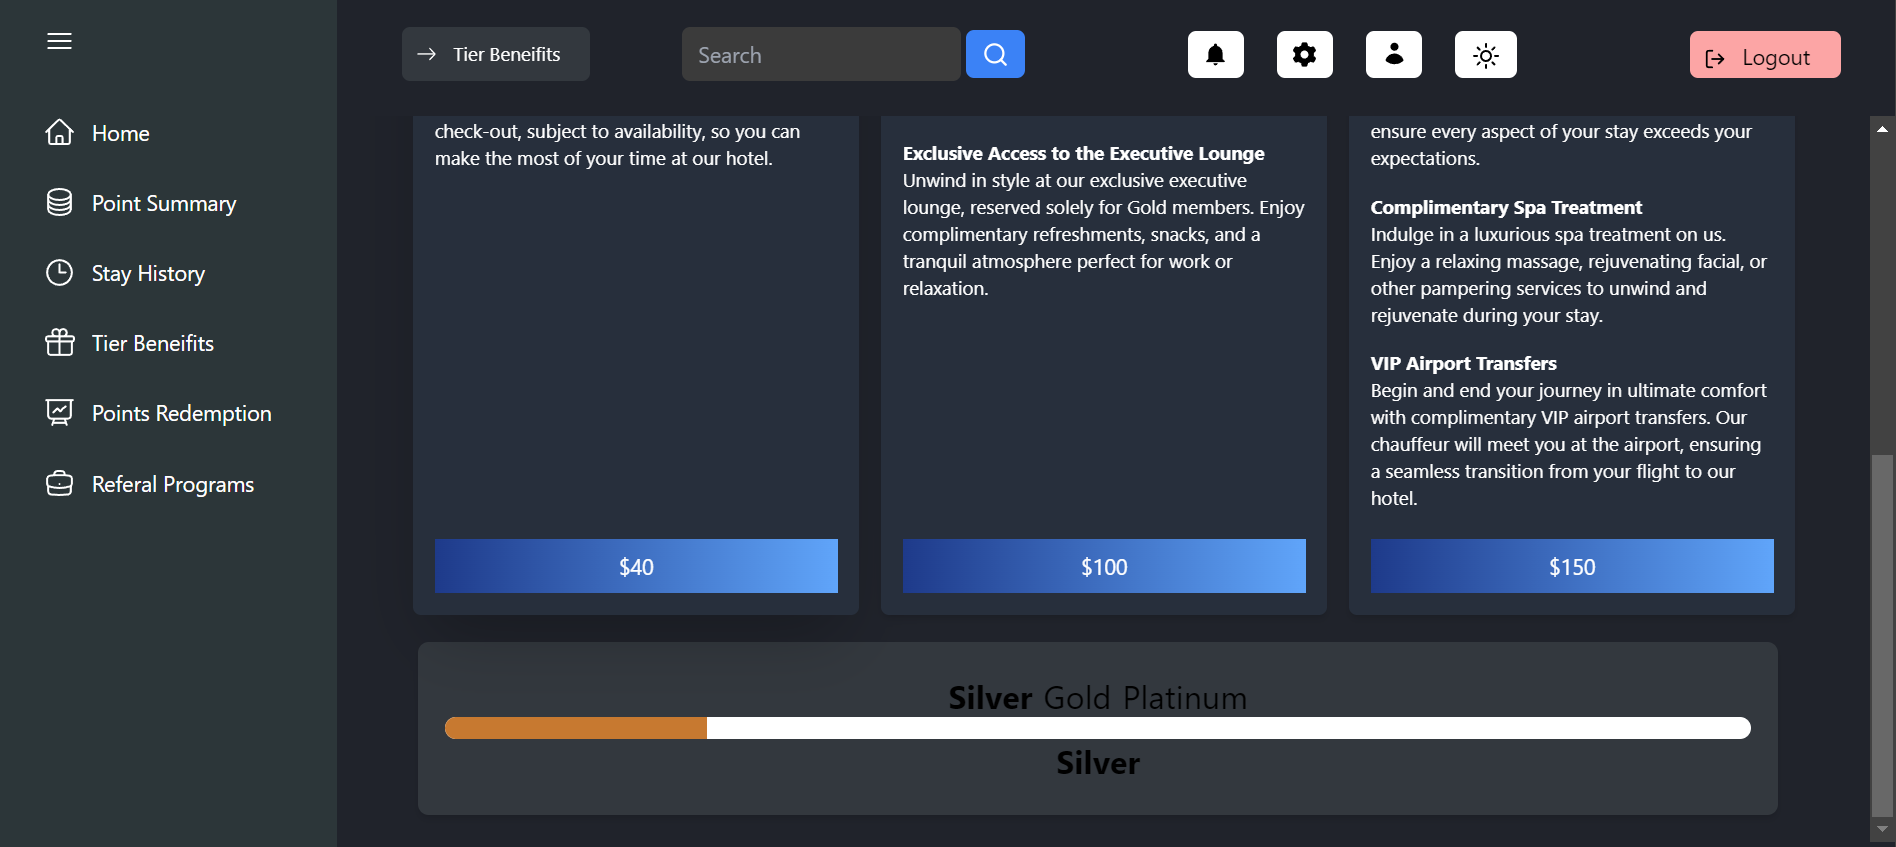 Tier Beneifits
Search
Logout
Home
Point Summary
Stay History
Tier Beneifits
Points Redemption
Referal Programs
check-out, subject to availability, so you can
make the most of your time at our hotel.
$40
Exclusive Access to the Executive Lounge
Unwind in style at our exclusive executive
lounge, reserved solely for Gold members. Enjoy
complimentary refreshments, snacks, and a
tranquil atmosphere perfect for work or
relaxation.
$100
ensure every aspect of your stay exceeds your
expectations.
Complimentary Spa Treatment
Indulge in a luxurious spa treatment on us.
Enjoy a relaxing massage, rejuvenating facial, or
other pampering services to unwind and
rejuvenate during your stay.
VIP Airport Transfers
Begin and end your journey in ultimate comfort
with complimentary VIP airport transfers. Our
chauffeur will meet you at the airport, ensuring
a seamless transition from your flight to our
hotel.
$150
Silver Gold Platinum
Silver